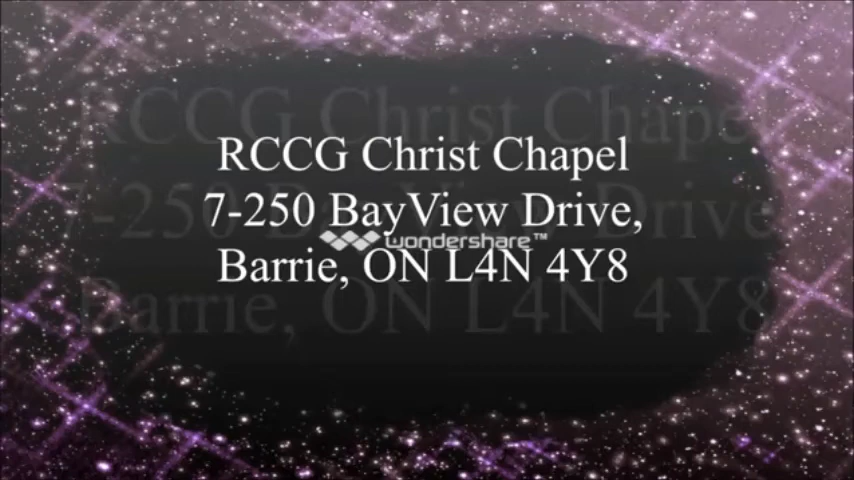 RCCG Christ Chapel
7-250 BayView Drive,
wondershare™
Barrie, ON L4N 4Y8